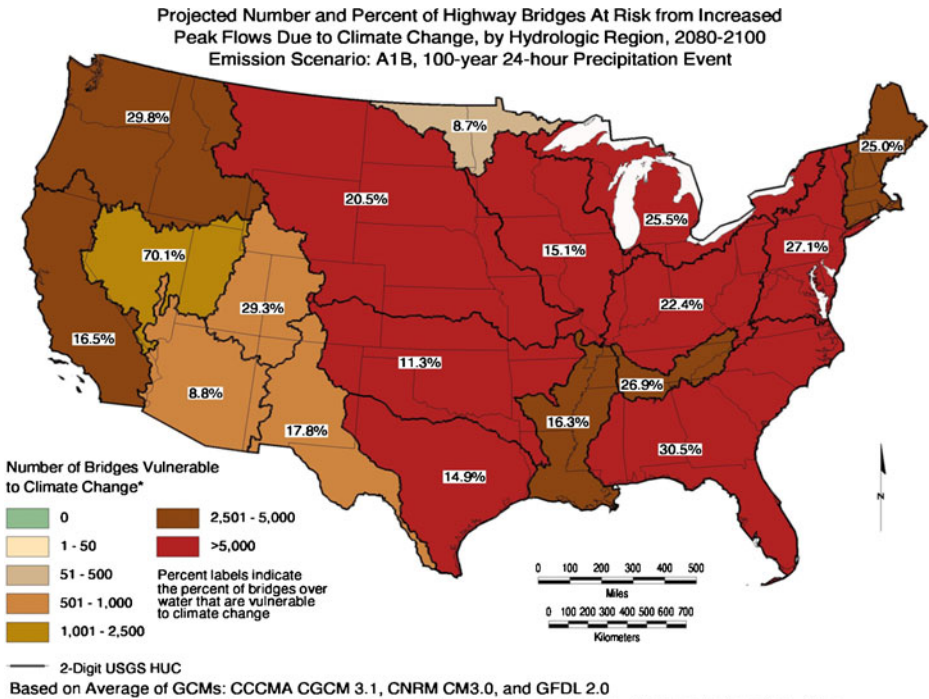 Projected Number and Percent of Highway Bridges At Risk from Increased
Peak Flows Due to Climate Change, by Hydrologic Region, 2080-2100
Emission Scenario: A1B, 100-year 24-hour Precipitation Event
29.8%
8.7%
25.0%
20.5%
25.5%
70.1%
15.1%
27.1%
29.3%
22.4%
16.5%
11.3%
8.8%
26.9%
17.8%
16.3%
30.5%
14.9%
Number of Bridges Vulnerable
to Climate Change*
0
1 - 50
51 - 500
501 - 1,000
1,001 - 2,500
2,501 - 5,000
>5,000
Percent labels indicate
the percent of bridges over
water that are vulnerable
to climate change
N
0 100 200 300 400 500
Miles
0 100 200 300 400 500 600 700
Kilometers
2-Digit USGS HUC
Based on Average of GCMs: CCCMA CGCM 3.1, CNRM CM3.0, and GFDL 2.0